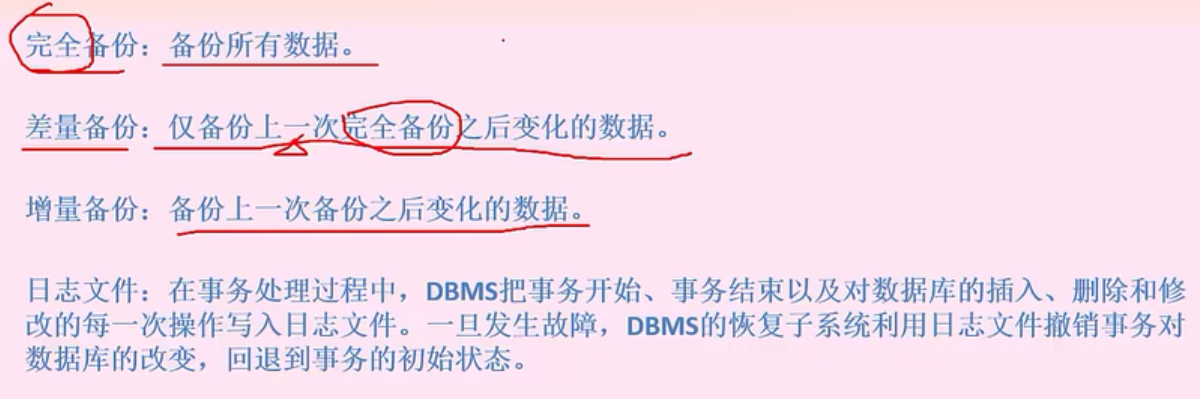 完全备份：备份所有数据。
差量备份：仅备份上一次完全备份之后变化的数据。
增量备份：备份上一次备份之后变化的数据。
日志文件：在事务处理过程中，DBMS把事务开始、事务结束以及对数据库的插入、删除和修
改的每一次操作写入日志文件。一旦发生故障，DBMS的恢复子系统利用日志文件撤销事务对
数据库的改变，回退到事务的初始状态。